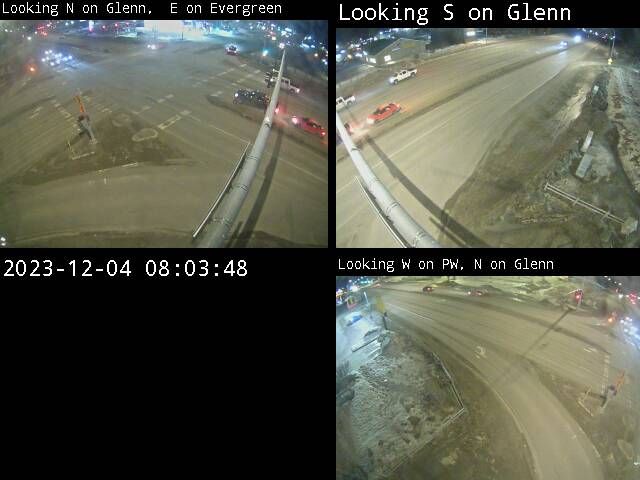 Looking N on Glenn,  E on Evergreen
Looking S on Glenn
2023-12-04 08:03:48
Looking W on PW, N on Glenn